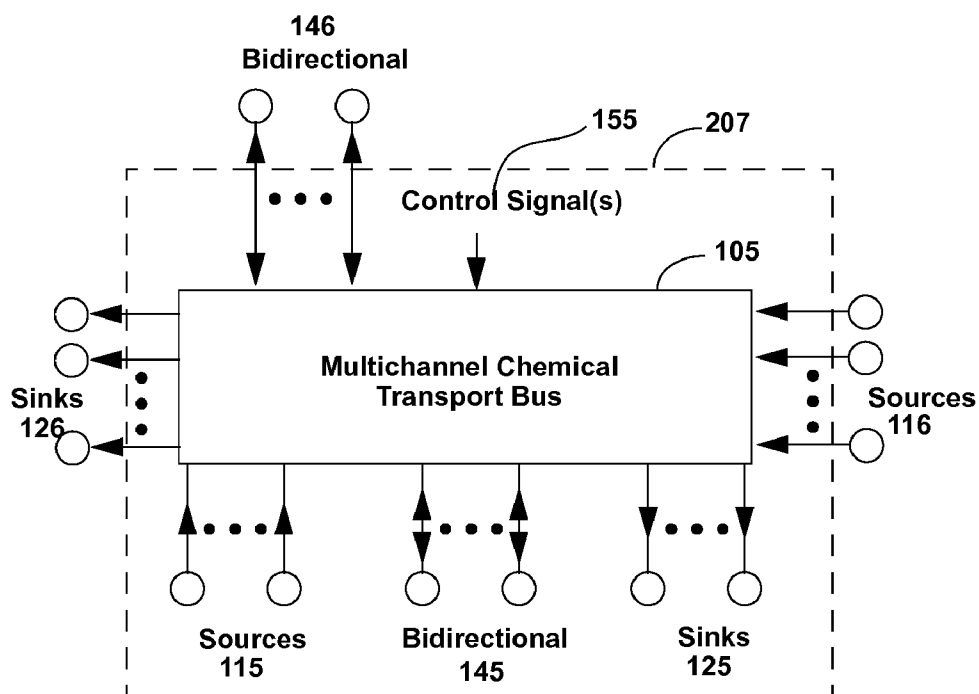 146
Bidirectional
155
207
Control Signal(s)
105
Multichannel Chemical
Transport Bus
Sinks
126
Sources
116
Sources
115
Bidirectional
145
Sinks
125